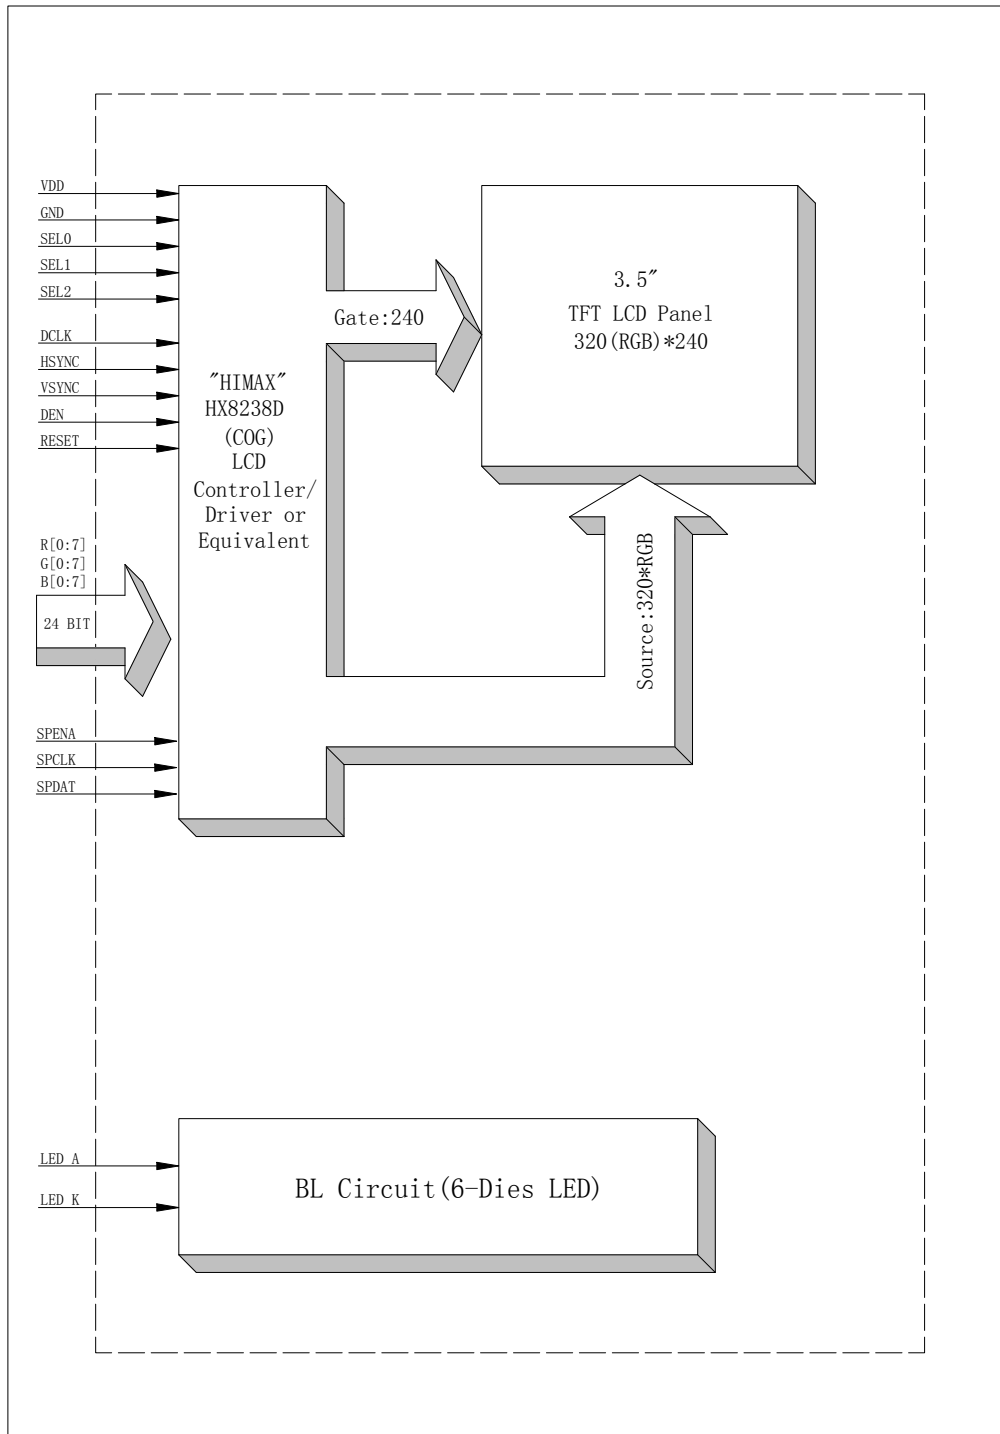 VDD
GND
SEL0
SEL1
SEL2
DCLK
HSYNC
VSYNC
DEN
RESET
R[0:7]
G[0:7]
B[0:7]
24 BIT
SPENA
SPCLK
SPDAT
"HIMAX"
HX8238D
(COG)
LCD
Controller/
Driver or
Equivalent
Gate:240
3.5"
TFT LCD Panel
320(RGB)*240
Source:320*RGB
LED A
LED K
BL Circuit(6-Dies LED)